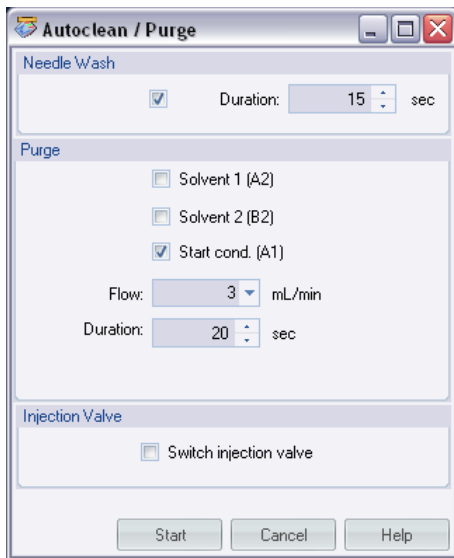 Autoclean / Purge
Needle Wash
Duration: 15 sec
Purge
Solvent 1 (A2)
Solvent 2 (B2)
Start cond. (A1)
Flow: 3 mL/min
Duration: 20 sec
Injection Valve
Switch injection valve
Start Cancel Help